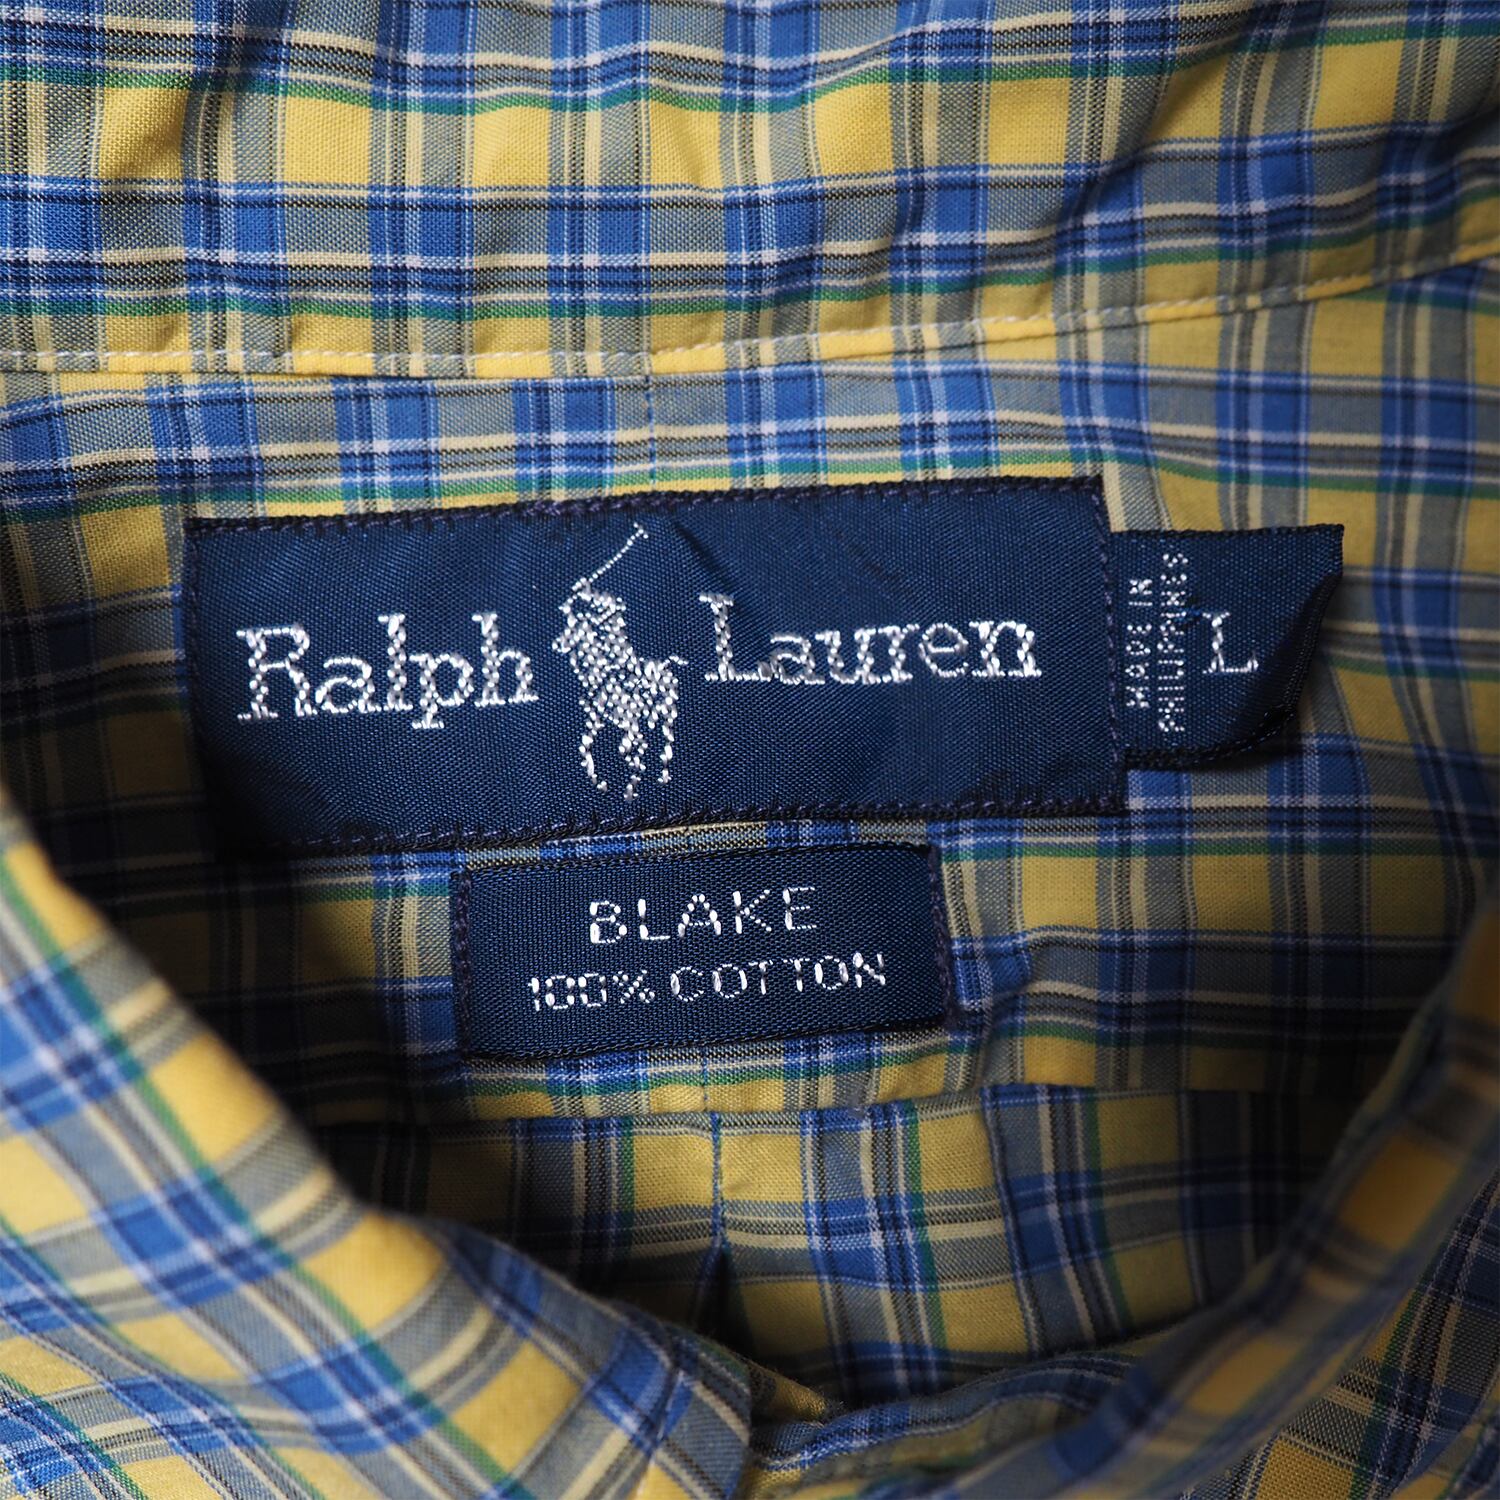 Ralph Lauren
MADE IN
PHILIPPINES
L
BLAKE
100% COTTON